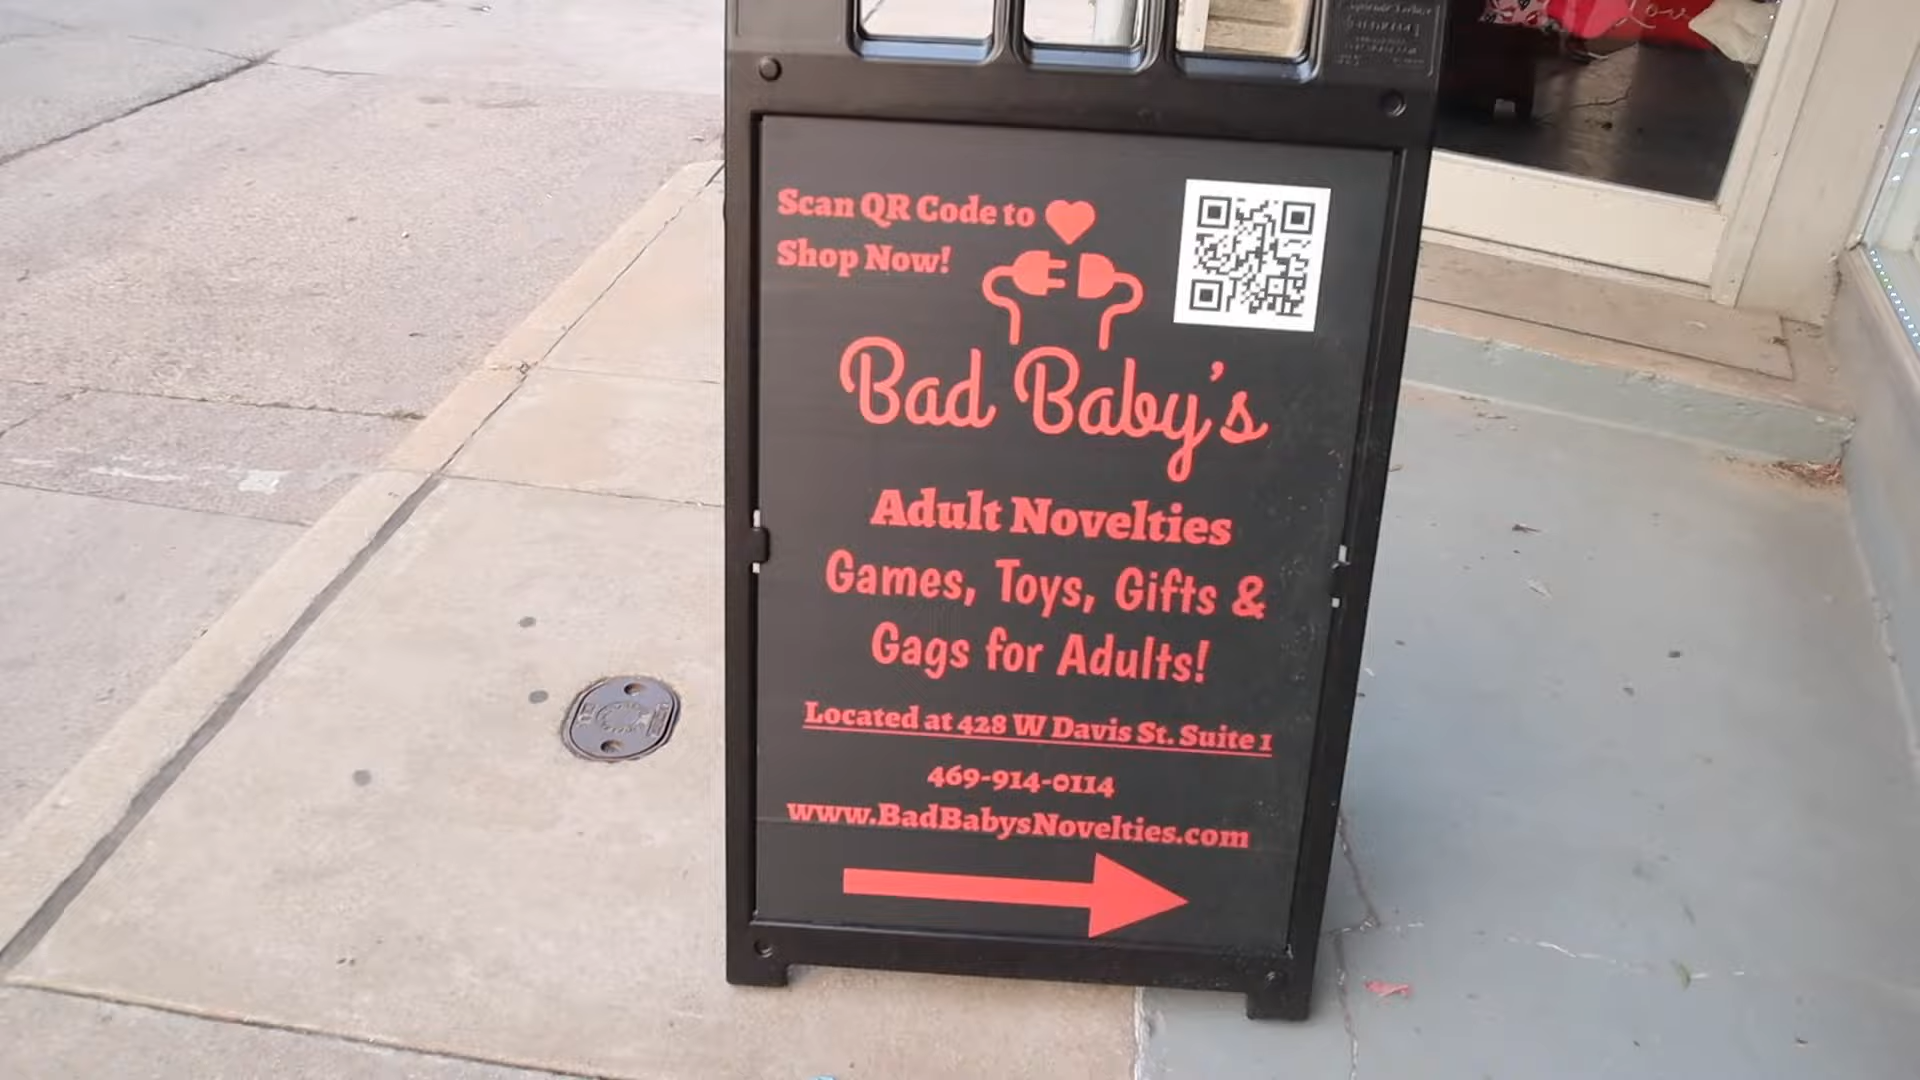 Love
Scan QR Code to
Shop Now!
Bad Baby's
Adult Novelties
Games, Toys, Gifts &
Gags for Adults!
Located at 428 W Davis St. Suite 1
469-914-0114
www.BadBabysNovelties.com